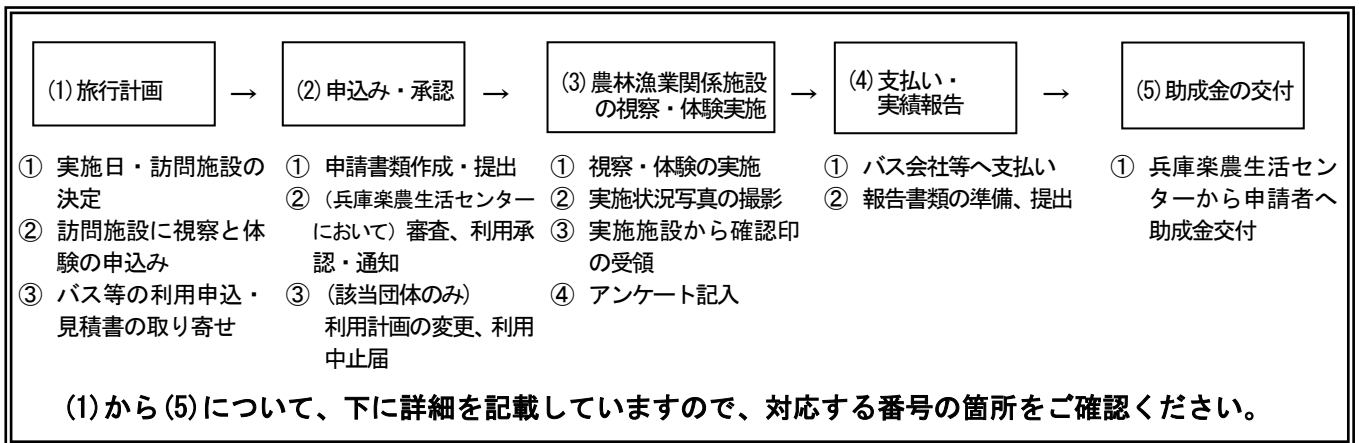 (1)旅行計画
→
(2)申込み・承認
→
(3)農林漁業関係施設
の視察・体験実施
→
(4)支払い・
実績報告
→
(5)助成金の交付
① 実施日・訪問施設の
決定
② 訪問施設に視察と体
験の申込み
③ バス等の利用申込・
見積書の取り寄せ
① 申請書類作成・提出
② (兵庫楽農生活センター
において)審査、利用承
認・通知
③ (該当団体のみ)
利用計画の変更、利用
中止届
① 視察・体験の実施
② 実施状況写真の撮影
③ 実施施設から確認印
の受領
④ アンケート記入
① バス会社等へ支払い
② 報告書類の準備、提出
① 兵庫楽農生活セン
ターから申請者へ
助成金交付
(1)から(5)について、下に詳細を記載していますので、対応する番号の箇所をご確認ください。